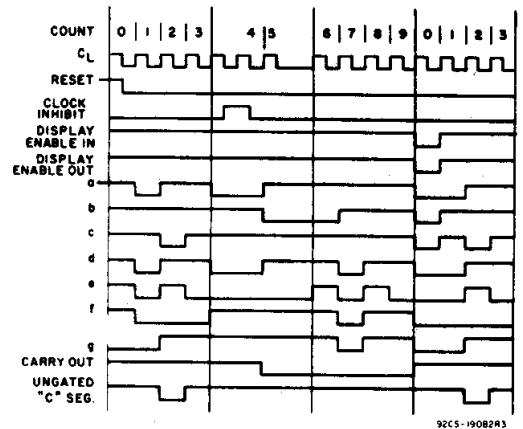 COUNT 0 | 1 | 2 | 3 4 | 5 6 | 7 | 8 | 9 0 | 1 | 2 | 3
CL
RESET
CLOCK
INHIBIT
DISPLAY
ENABLE IN
DISPLAY
ENABLE OUT
a
b
c
d
e
f
g
CARRY OUT
UNGATED
"C" SEG.
92CS-19082R3